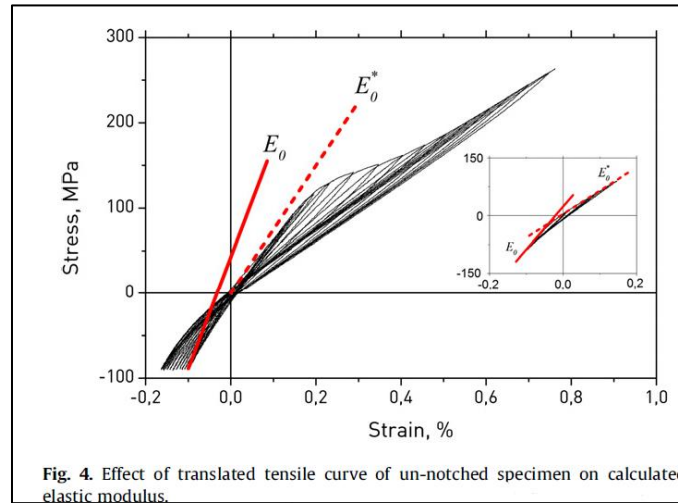 300
200
100
0
-100
Stress, MPa
E₀
E₀*
150
0
-150
E₀*
E₀
-0,2 0,0 0,2
-0,2 0,0 0,2 0,4 0,6 0,8 1,0
Strain, %
Fig. 4. Effect of translated tensile curve of un-notched specimen on calculated
elastic modulus.